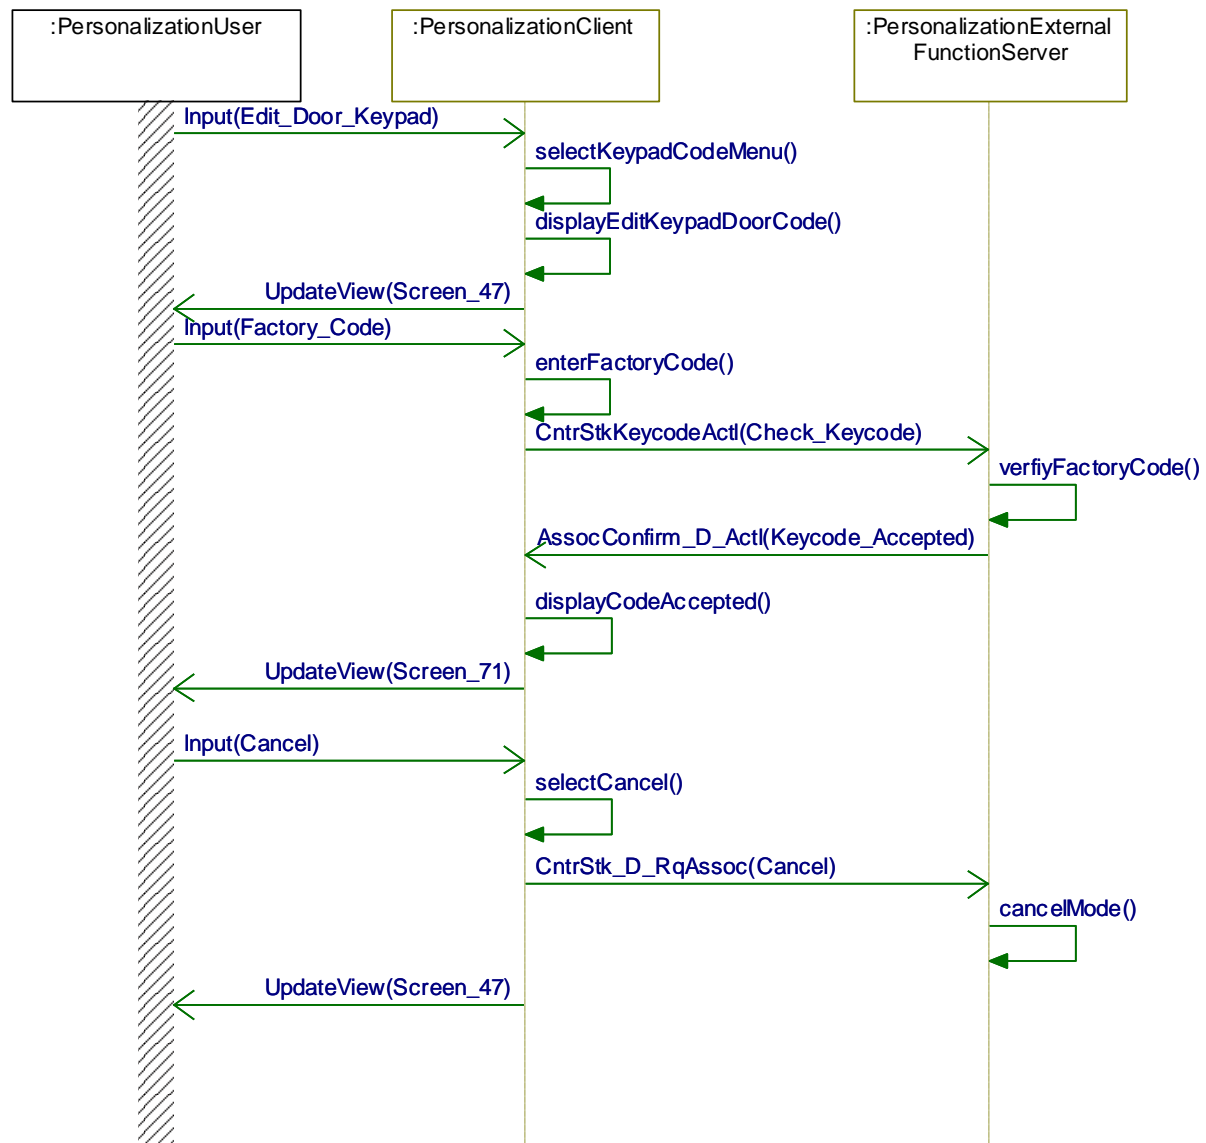 :PersonalizationUser
:PersonalizationClient
:PersonalizationExternal
FunctionServer
Input(Edit_Door_Keypad)
selectKeypadCodeMenu()
displayEditKeypadDoorCode()
UpdateView(Screen_47)
Input(Factory_Code)
enterFactoryCode()
CntrStkKeycodeActl(Check_Keycode)
verfiyFactoryCode()
AssocConfirm_D_Actl(Keycode_Accepted)
displayCodeAccepted()
UpdateView(Screen_71)
Input(Cancel)
selectCancel()
CntrStk_D_RqAssoc(Cancel)
cancelMode()
UpdateView(Screen_47)